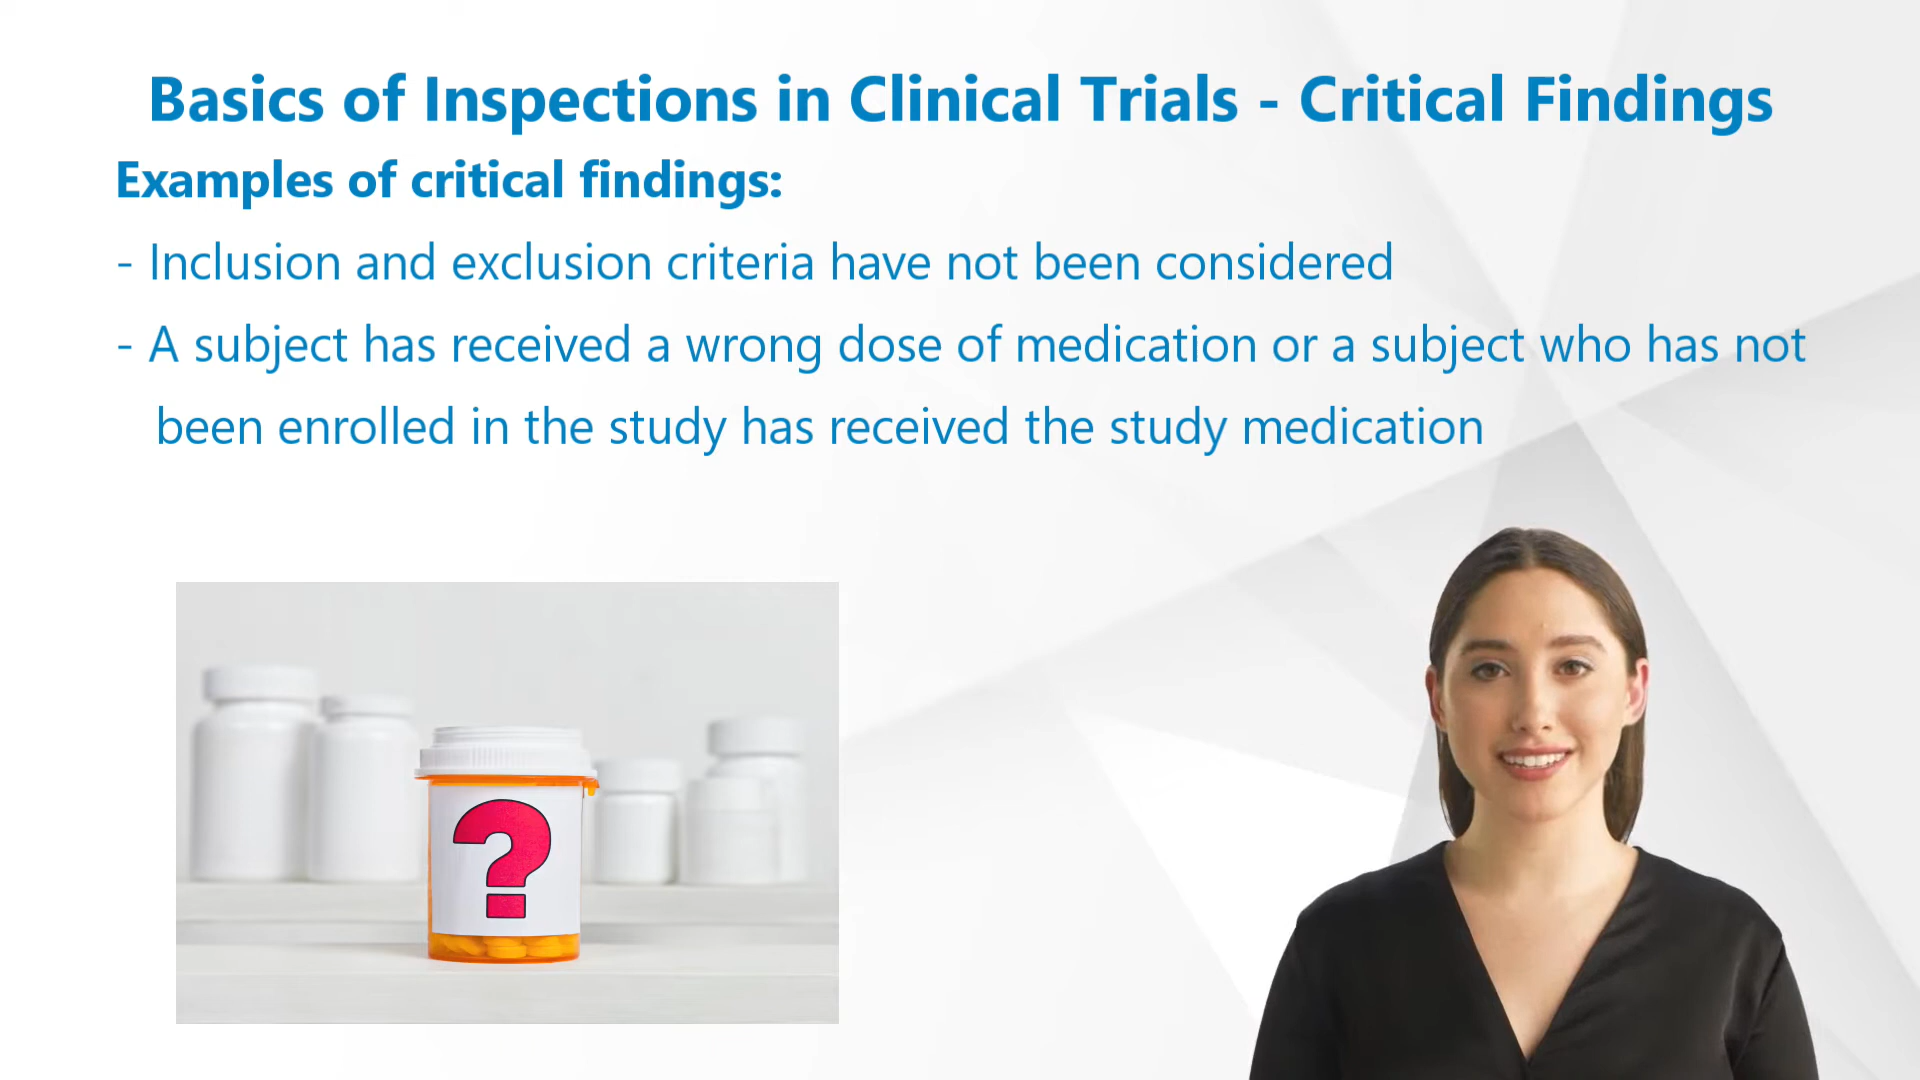 Basics of Inspections in Clinical Trials - Critical Findings
Examples of critical findings:
- Inclusion and exclusion criteria have not been considered
- A subject has received a wrong dose of medication or a subject who has not
been enrolled in the study has received the study medication
?